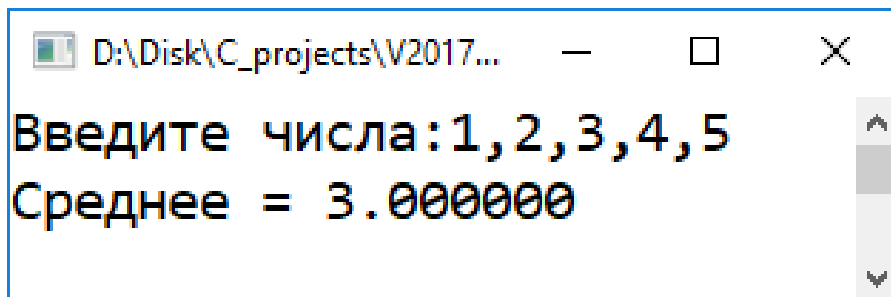 D:\Disk\C_projects\V2017...
Введите числа:1,2,3,4,5
Среднее = 3.000000